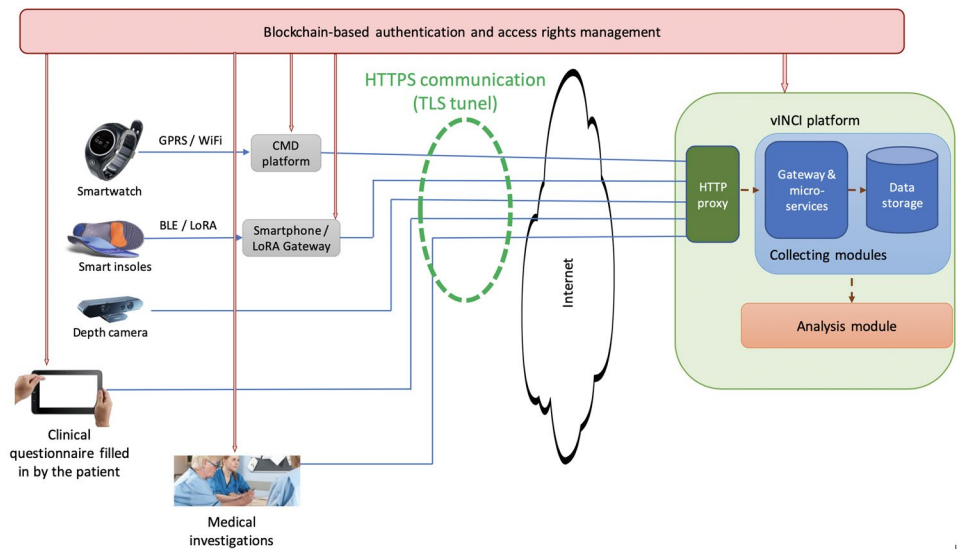 Blockchain-based authentication and access rights management
HTTPS communication
(TLS tunel)
vINCI platform
GPRS / WiFi
CMD
platform
Smartwatch
HTTP
proxy
Gateway &
micro-
services
Data
storage
BLE / LoRA
Smartphone /
LoRA Gateway
Smart insoles
Collecting modules
Internet
Depth camera
Analysis module
Clinical
questionnaire filled
in by the patient
Medical
investigations